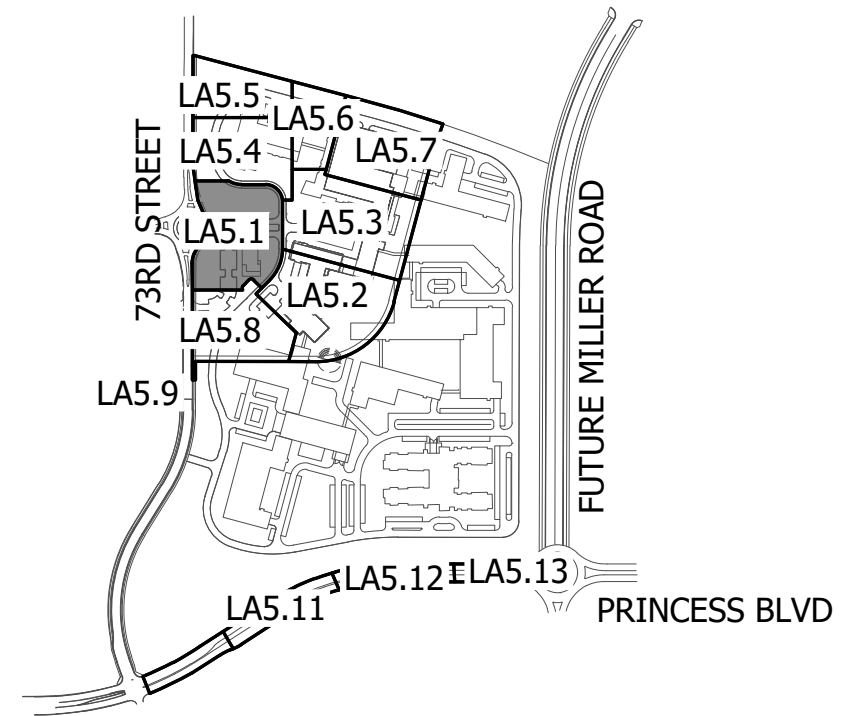 LA5.5
LA5.6
LA5.4
LA5.7
73RD STREET
LA5.1
LA5.3
LA5.2
LA5.8
FUTURE MILLER ROAD
LA5.9
LA5.12
LA5.13
LA5.11
PRINCESS BLVD